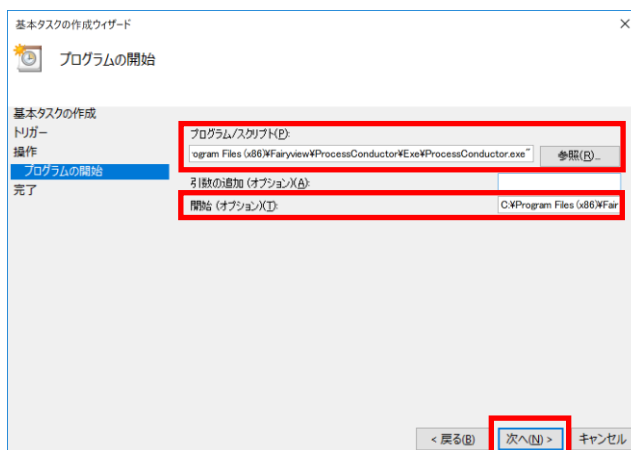 基本タスクの作成ウィザード
プログラムの開始
基本タスクの作成
トリガー
操作
プログラムの開始
完了
プログラム/スクリプト(P):
ogram Files (x86)¥Fairyview¥ProcessConductor¥Exe¥ProcessConductor.exe" 参照(R)...
引数の追加 (オプション)(A):
開始 (オプション)(T): C:¥Program Files (x86)¥Fair
< 戻る(B) 次へ(N) > キャンセル